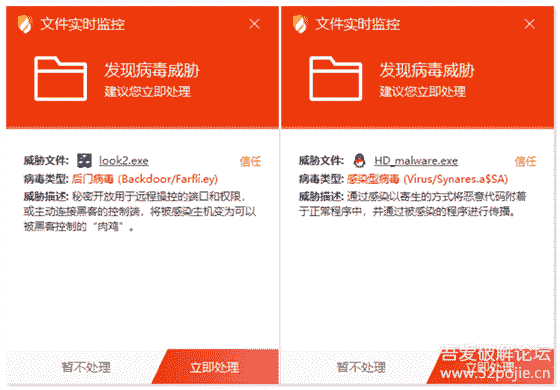 文件实时监控
发现病毒威胁
建议您立即处理
威胁文件: look2.exe 信任
病毒类型: 后门病毒 (Backdoor/Farfli.ey)
威胁描述: 秘密开放用于远程操控的端口和权限,
或主动连接黑客的控制端，将被感染主机变为可以
被黑客控制的“肉鸡”。
暂不处理 立即处理
文件实时监控
发现病毒威胁
建议您立即处理
威胁文件: HD_malware.exe 信任
病毒类型: 感染型病毒 (Virus/Synares.a$SA)
威胁描述: 通过感染以寄生的方式将恶意代码附着
于正常程序中，并通过被感染的程序进行传播。
暂不处理 立即处理
吾爱破解论坛
www.52pojie.cn